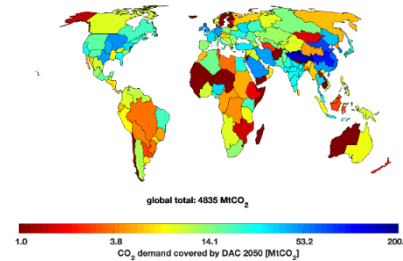 global total: 4835 MtCO₂
1.0 3.8 14.1 53.2 200.
CO₂ demand covered by DAC 2050 [MtCO₂]